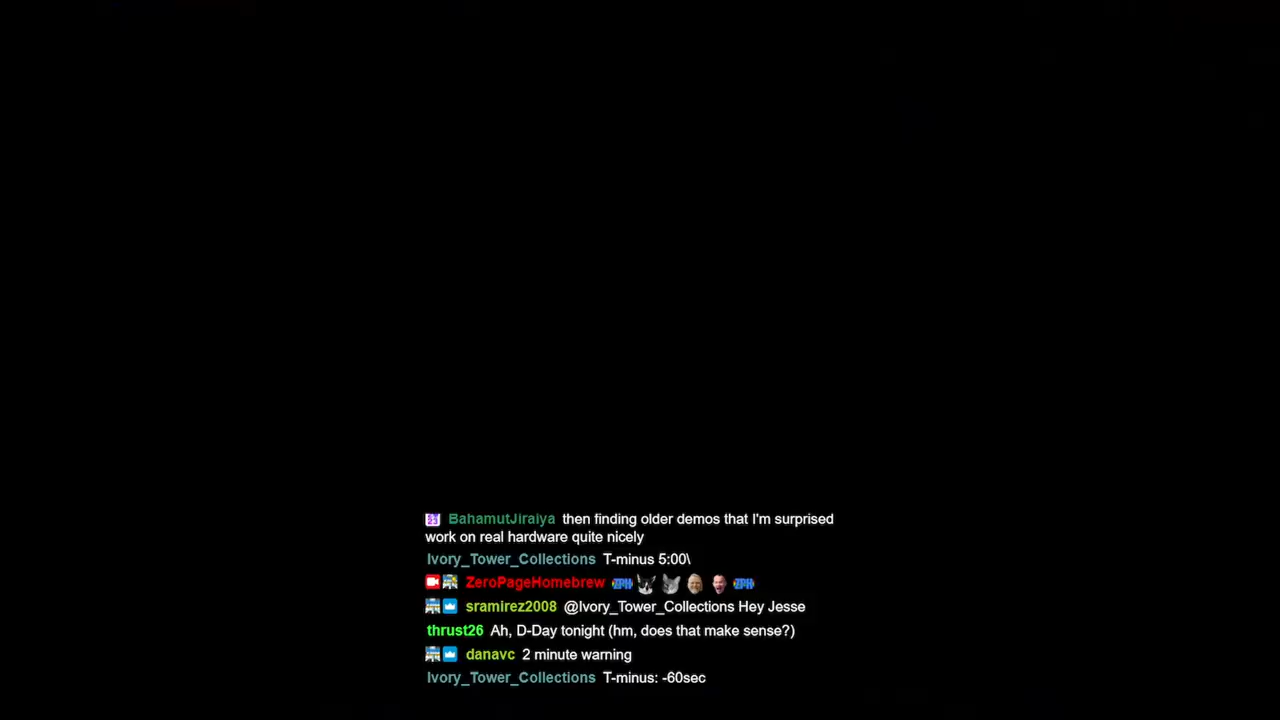 BahamutJiraiya then finding older demos that I'm surprised
work on real hardware quite nicely
Ivory_Tower_Collections T-minus 5:00\
ZeroPageHomebrew ZPH ZPH
sramirez2008 @Ivory_Tower_Collections Hey Jesse
thrust26 Ah, D-Day tonight (hm, does that make sense?)
danavc 2 minute warning
Ivory_Tower_Collections T-minus: -60sec